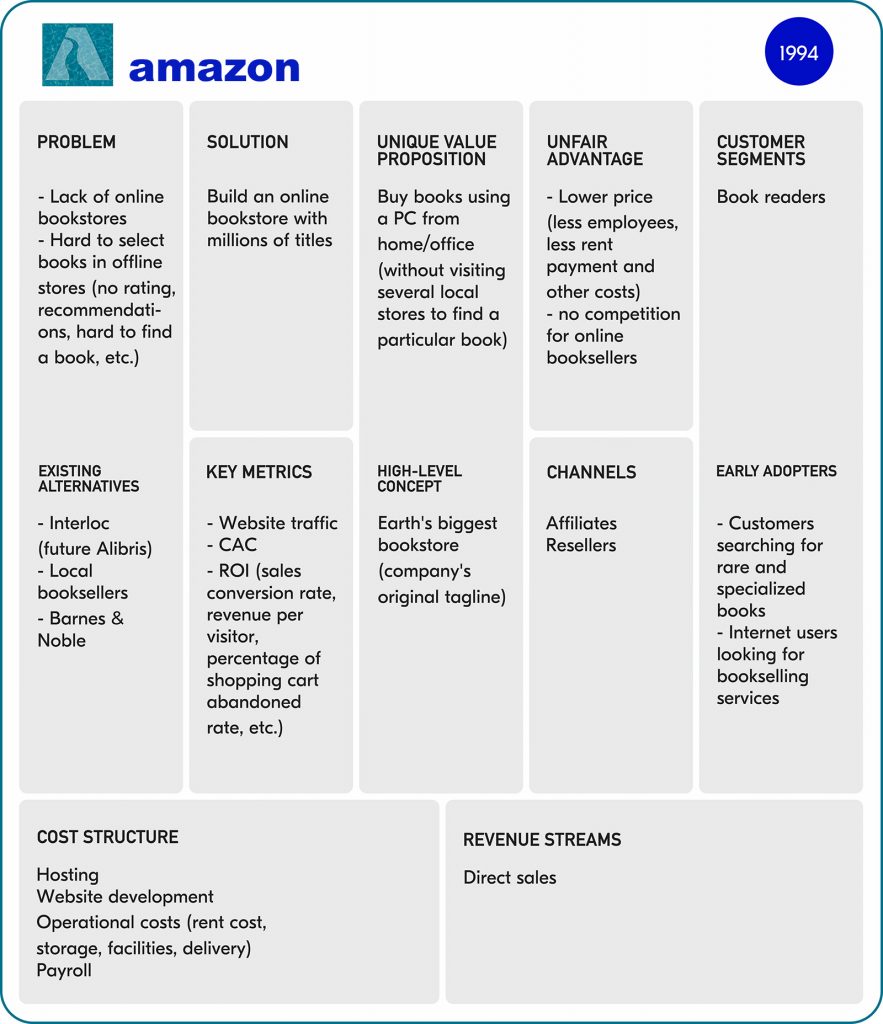 amazon
1994
PROBLEM
- Lack of online
bookstores
- Hard to select
books in offline
stores (no rating,
recommendati-
ons, hard to find
a book, etc.)
EXISTING
ALTERNATIVES
- Interloc
(future Alibris)
- Local
booksellers
- Barnes &
Noble
SOLUTION
Build an online
bookstore with
millions of titles
KEY METRICS
- Website traffic
- CAC
- ROI (sales
conversion rate,
revenue per
visitor,
percentage of
shopping cart
abandoned
rate, etc.)
UNIQUE VALUE
PROPOSITION
Buy books using
a PC from
home/office
(without visiting
several local
stores to find a
particular book)
HIGH-LEVEL
CONCEPT
Earth's biggest
bookstore
(company's
original tagline)
UNFAIR
ADVANTAGE
- Lower price
(less employees,
less rent
payment and
other costs)
- no competition
for online
booksellers
CHANNELS
Affiliates
Resellers
CUSTOMER
SEGMENTS
Book readers
EARLY ADOPTERS
- Customers
searching for
rare and
specialized
books
- Internet users
looking for
bookselling
services
COST STRUCTURE
Hosting
Website development
Operational costs (rent cost,
storage, facilities, delivery)
Payroll
REVENUE STREAMS
Direct sales